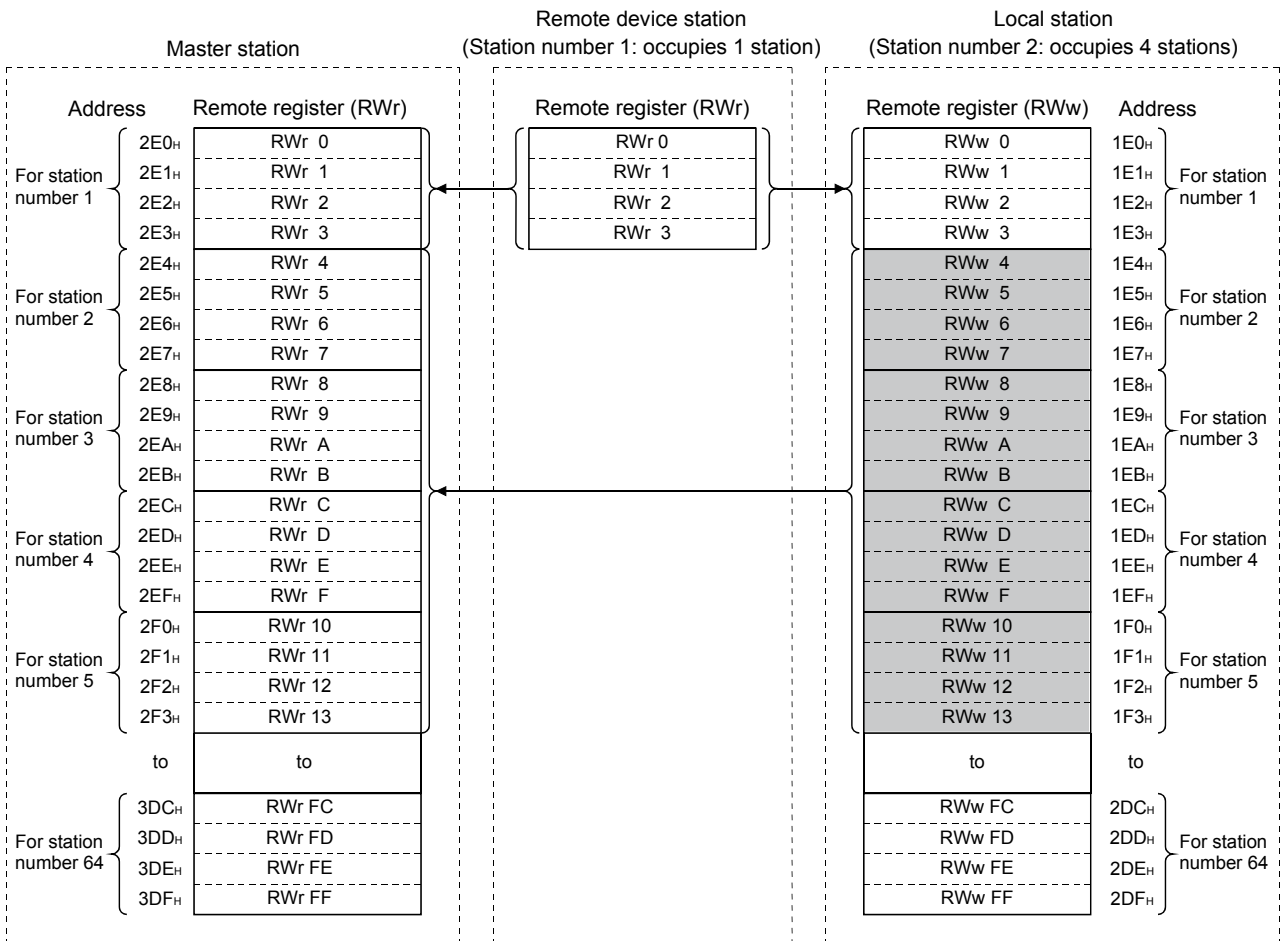 Master station
Remote device station
(Station number 1: occupies 1 station)
Local station
(Station number 2: occupies 4 stations)
Address
Remote register (RWr)
For station
number 1
2E0H RWr 0
2E1H RWr 1
2E2H RWr 2
2E3H RWr 3
For station
number 2
2E4H RWr 4
2E5H RWr 5
2E6H RWr 6
2E7H RWr 7
For station
number 3
2E8H RWr 8
2E9H RWr 9
2EAH RWr A
2EBH RWr B
For station
number 4
2ECH RWr C
2EDH RWr D
2EEH RWr E
2EFH RWr F
For station
number 5
2F0H RWr 10
2F1H RWr 11
2F2H RWr 12
2F3H RWr 13
to to
For station
number 64
3DCH RWr FC
3DDH RWr FD
3DEH RWr FE
3DFH RWr FF
Remote register (RWr)
RWr 0
RWr 1
RWr 2
RWr 3
Remote register (RWw)
Address
RWw 0 1E0H
RWw 1 1E1H
RWw 2 1E2H
RWw 3 1E3H
For station
number 1
RWw 4 1E4H
RWw 5 1E5H
RWw 6 1E6H
RWw 7 1E7H
For station
number 2
RWw 8 1E8H
RWw 9 1E9H
RWw A 1EAH
RWw B 1EBH
For station
number 3
RWw C 1ECH
RWw D 1EDH
RWw E 1EEH
RWw F 1EFH
For station
number 4
RWw 10 1F0H
RWw 11 1F1H
RWw 12 1F2H
RWw 13 1F3H
For station
number 5
to to
RWw FC 2DCH
RWw FD 2DDH
RWw FE 2DEH
RWw FF 2DFH
For station
number 64